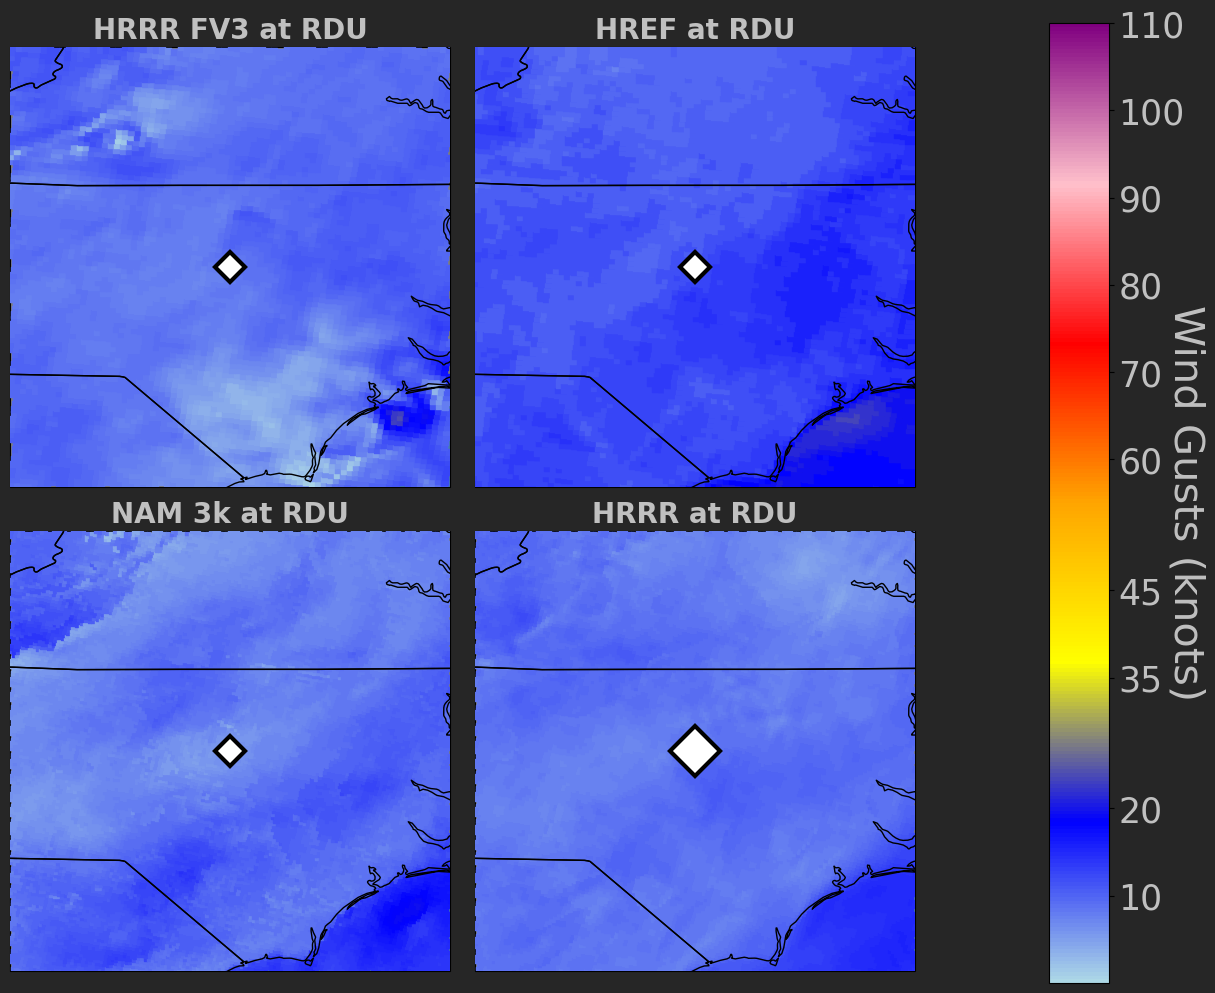 HRRR FV3 at RDU
HREF at RDU
NAM 3k at RDU
HRRR at RDU
110
100
90
80
70
60
45
35
20
10
Wind Gusts (knots)